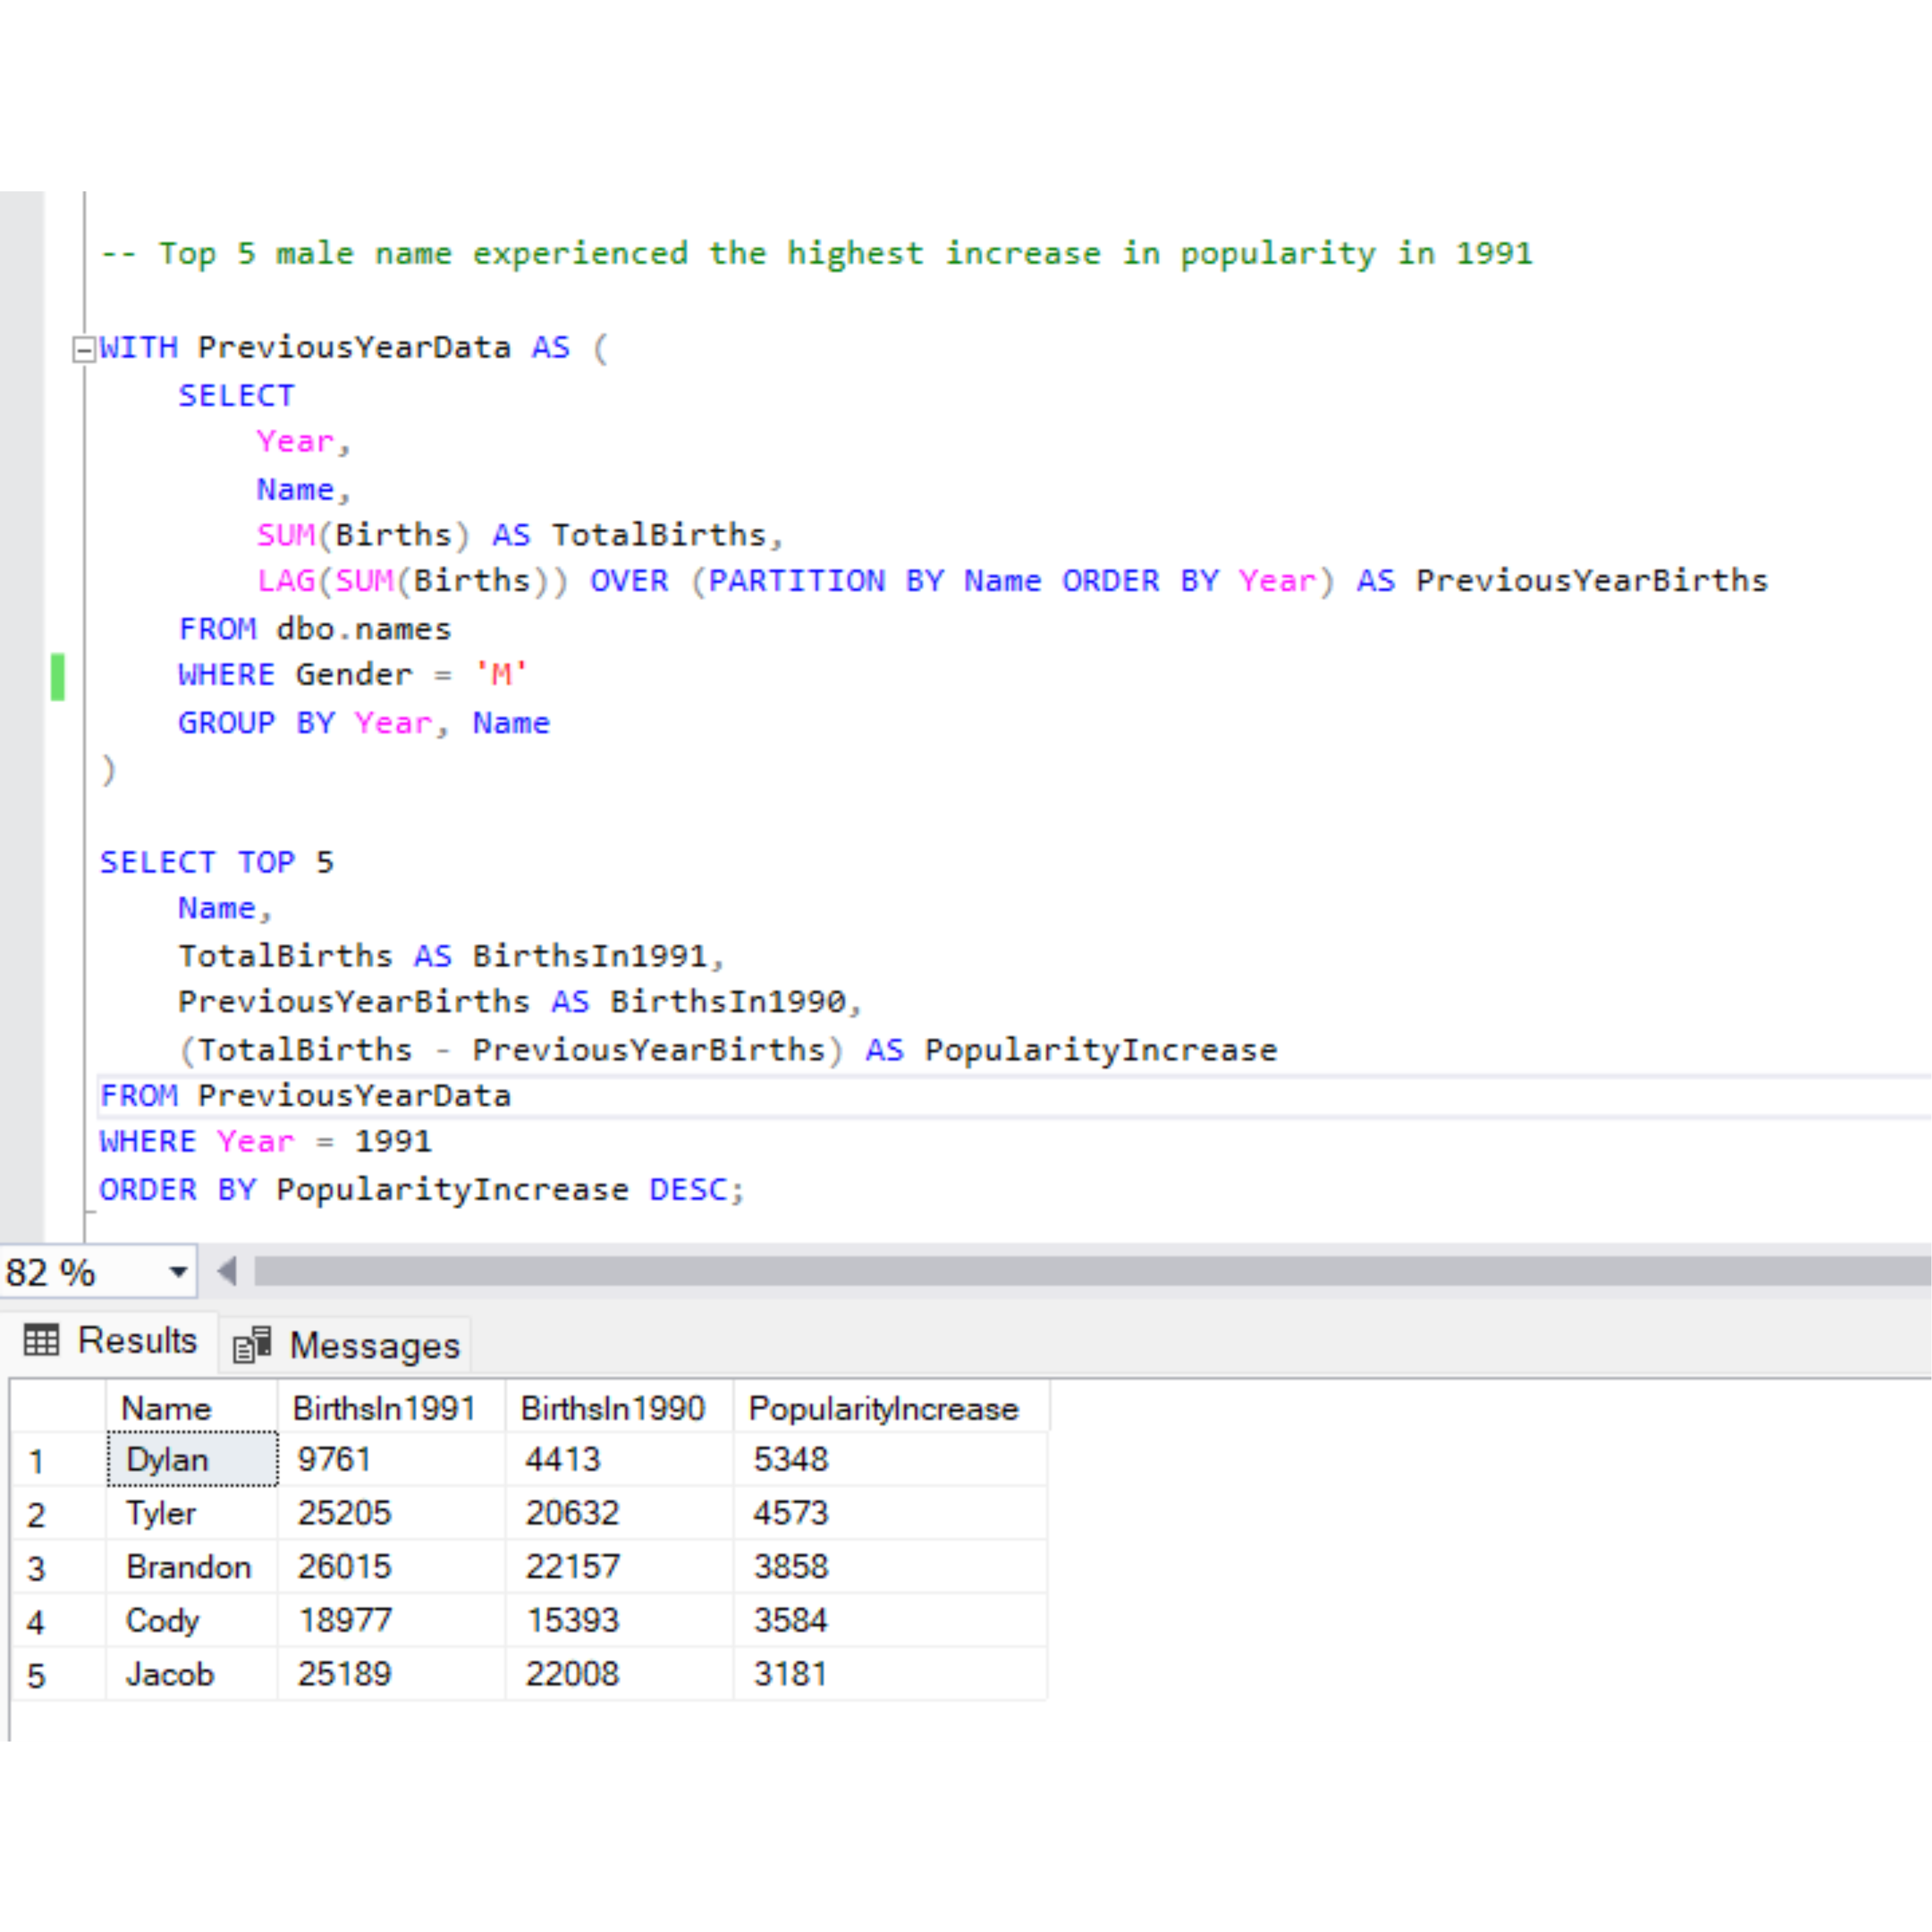 -- Top 5 male name experienced the highest increase in popularity in 1991
WITH PreviousYearData AS (
SELECT
Year,
Name,
SUM(Births) AS TotalBirths,
LAG(SUM(Births)) OVER (PARTITION BY Name ORDER BY Year) AS PreviousYearBirths
FROM dbo.names
WHERE Gender = 'M'
GROUP BY Year, Name
)
SELECT TOP 5
Name,
TotalBirths AS BirthsIn1991,
PreviousYearBirths AS BirthsIn1990,
(TotalBirths - PreviousYearBirths) AS PopularityIncrease
FROM PreviousYearData
WHERE Year = 1991
ORDER BY PopularityIncrease DESC;
82 %
Results Messages
Name BirthsIn1991 BirthsIn1990 PopularityIncrease
1 Dylan 9761 4413 5348
2 Tyler 25205 20632 4573
3 Brandon 26015 22157 3858
4 Cody 18977 15393 3584
5 Jacob 25189 22008 3181